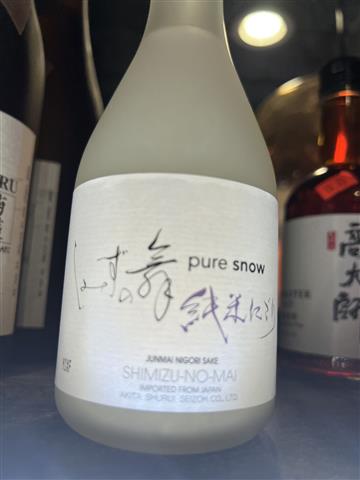 しみずの舞
pure snow
純米にごり
JUNMAI NIGORI SAKE
SHIMIZU-NO-MAI
IMPORTED FROM JAPAN
AKITA SHURUI SEIZOH CO., LTD.
RU